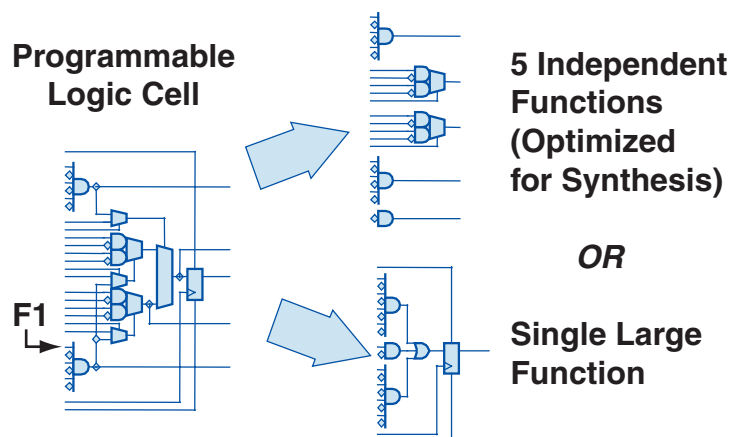 Programmable
Logic Cell
F1
5 Independent
Functions
(Optimized
for Synthesis)
OR
Single Large
Function